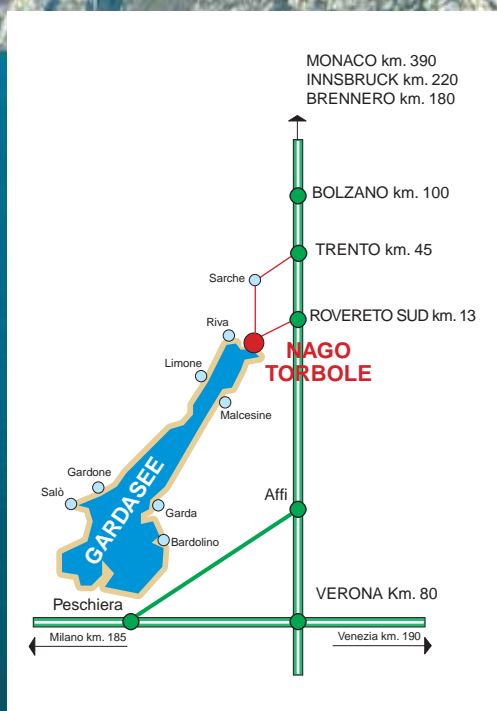 MONACO km. 390
INNSBRUCK km. 220
BRENNERO km. 180
BOLZANO km. 100
TRENTO km. 45
Sarche
ROVERETO SUD km. 13
Riva
NAGO
TORBOLE
Limone
Malcesine
GARDASEE
Gardone
Salò
Garda
Affi
Bardolino
Peschiera
VERONA Km. 80
Milano km. 185
Venezia km. 190